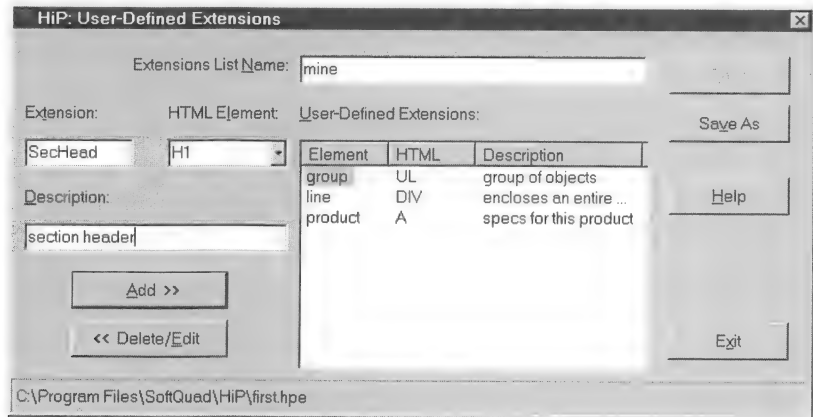 HiP: User-Defined Extensions
Extensions List Name: mine
Extension: HTML Element: User-Defined Extensions:
Save As
SecHead H1
Element HTML Description
group UL group of objects
line DIV encloses an entire ...
product A specs for this product
Description:
Help
section header
Add >>
<< Delete/Edit
Exit
C:\Program Files\SoftQuad\HiP\first.hpe